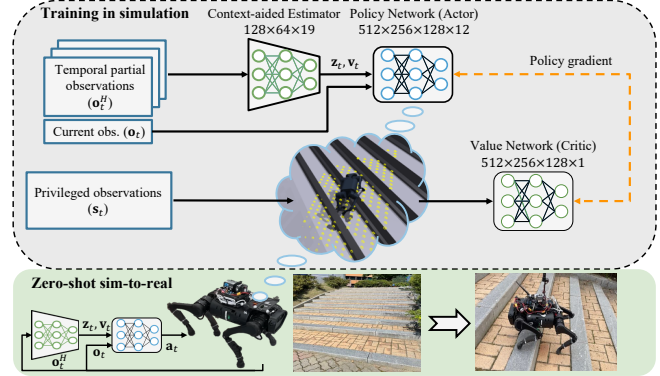 Training in simulation
Context-aided Estimator
128×64×19
Policy Network (Actor)
512×256×128×12
Temporal partial
observations
(o_t^H)
z_t, v_t
Policy gradient
Current obs. (o_t)
Value Network (Critic)
512×256×128×1
Privileged observations
(s_t)
Zero-shot sim-to-real
z_t, v_t
o_t^H
o_t
a_t